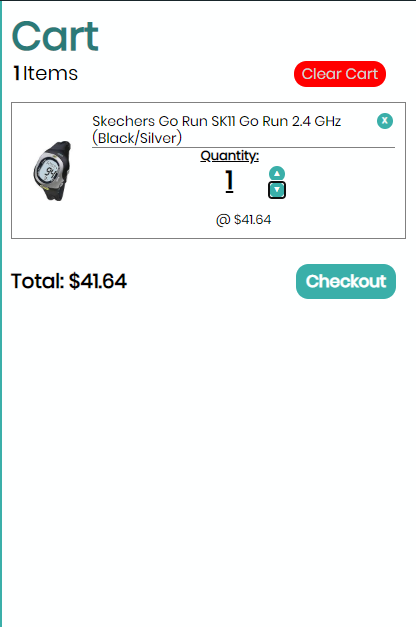 Cart
1 Items
Clear Cart
Skechers Go Run SK11 Go Run 2.4 GHz
(Black/Silver)
x
Quantity:
1
@ $41.64
Total: $41.64
Checkout